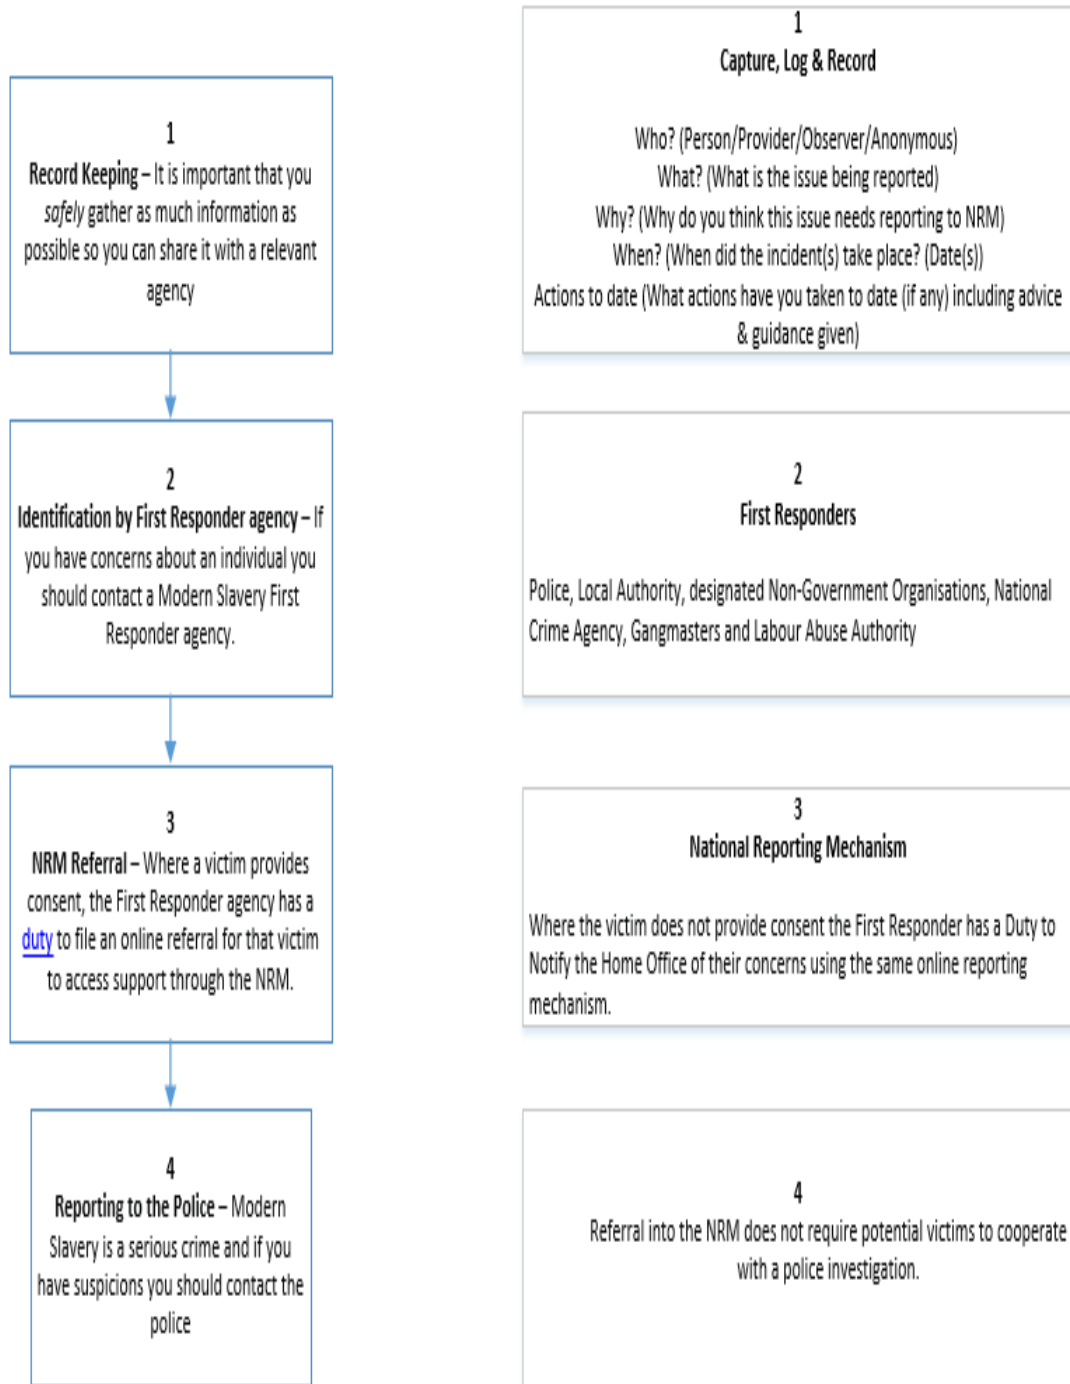 1
Record Keeping – It is important that you
safely gather as much information as
possible so you can share it with a relevant
agency
1
Capture, Log & Record
Who? (Person/Provider/Observer/Anonymous)
What? (What is the issue being reported)
Why? (Why do you think this issue needs reporting to NRM)
When? (When did the incident(s) take place? (Date(s))
Actions to date (What actions have you taken to date (if any) including advice
& guidance given)
2
Identification by First Responder agency – If
you have concerns about an individual you
should contact a Modern Slavery First
Responder agency.
2
First Responders
Police, Local Authority, designated Non-Government Organisations, National
Crime Agency, Gangmasters and Labour Abuse Authority
3
NRM Referral – Where a victim provides
consent, the First Responder agency has a
duty to file an online referral for that victim
to access support through the NRM.
3
National Reporting Mechanism
Where the victim does not provide consent the First Responder has a Duty to
Notify the Home Office of their concerns using the same online reporting
mechanism.
4
Reporting to the Police – Modern
Slavery is a serious crime and if you
have suspicions you should contact the
police
4
Referral into the NRM does not require potential victims to cooperate
with a police investigation.